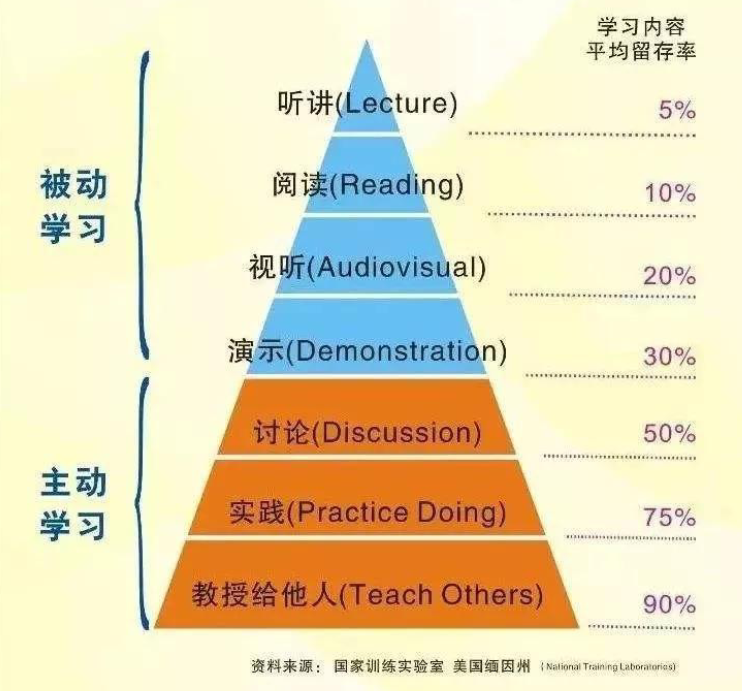 学习内容
平均留存率
听讲(Lecture)
5%
阅读(Reading)
10%
被动
学习
视听(Audiovisual)
20%
演示(Demonstration)
30%
讨论(Discussion)
50%
主动
学习
实践(Practice Doing)
75%
教授给他人(Teach Others)
90%
资料来源： 国家训练实验室 美国缅因州 (National Training Laboratories)